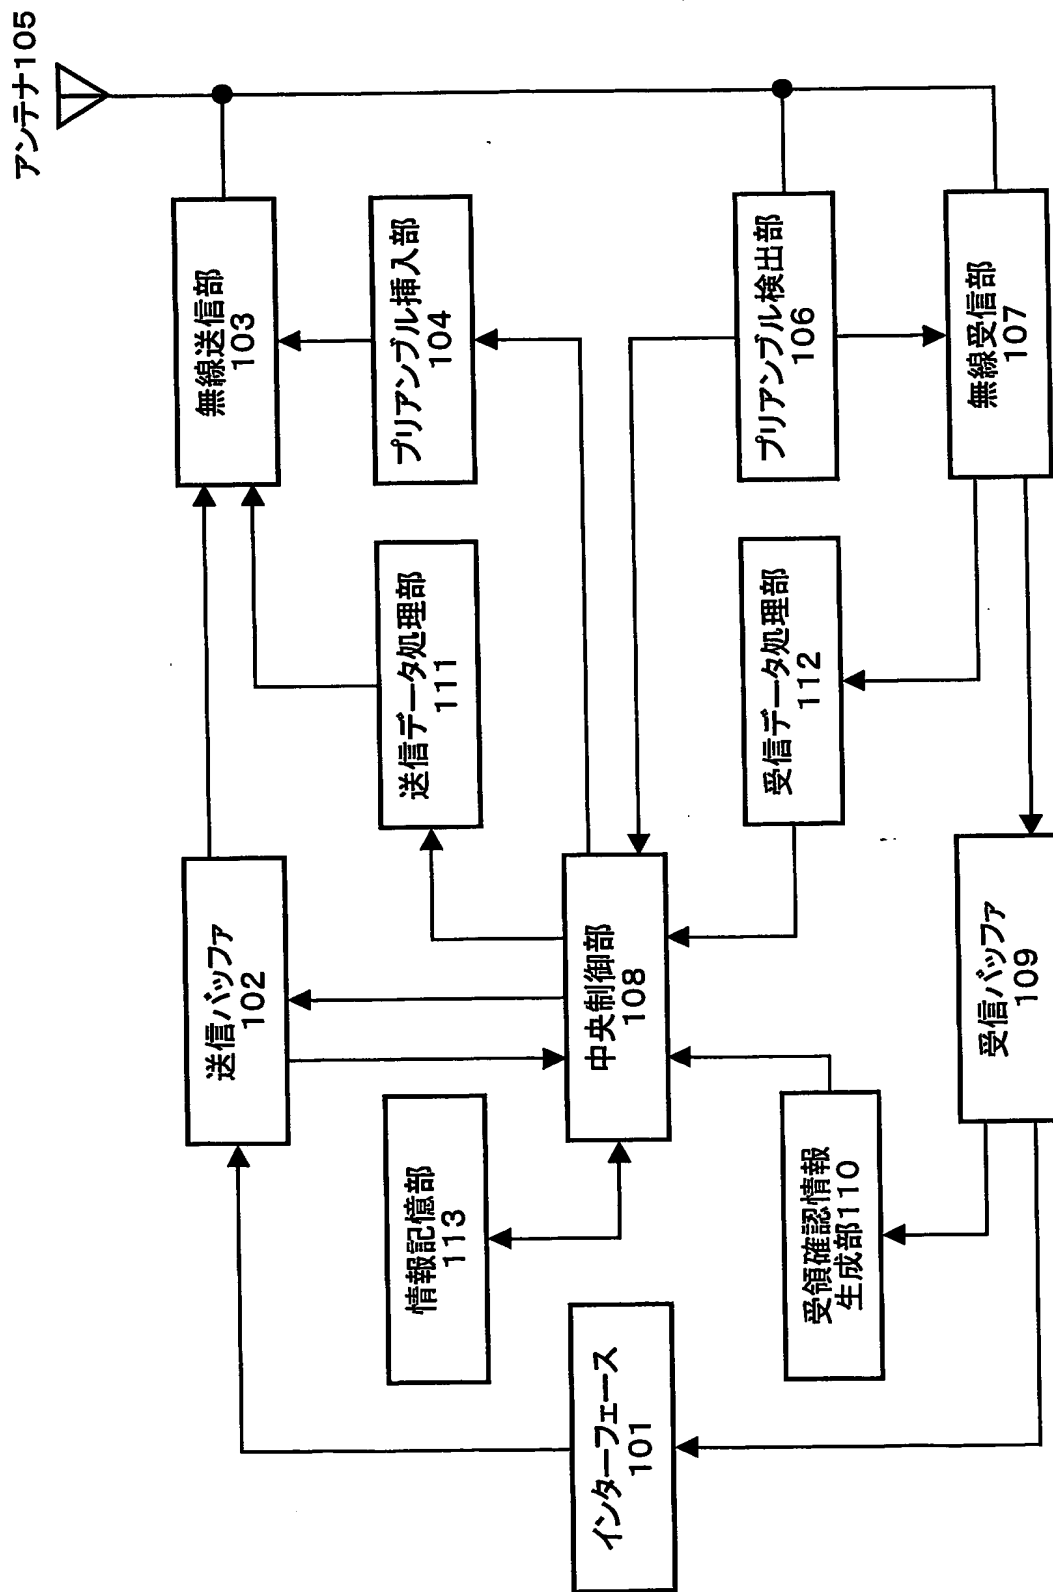 アンテナ105
無線送信部
103
プリアンブル挿入部
104
プリアンブル検出部
106
無線受信部
107
送信データ処理部
111
受信データ処理部
112
送信バッファ
102
中央制御部
108
受信バッファ
109
情報記憶部
113
受領確認情報
生成部110
インターフェース
101